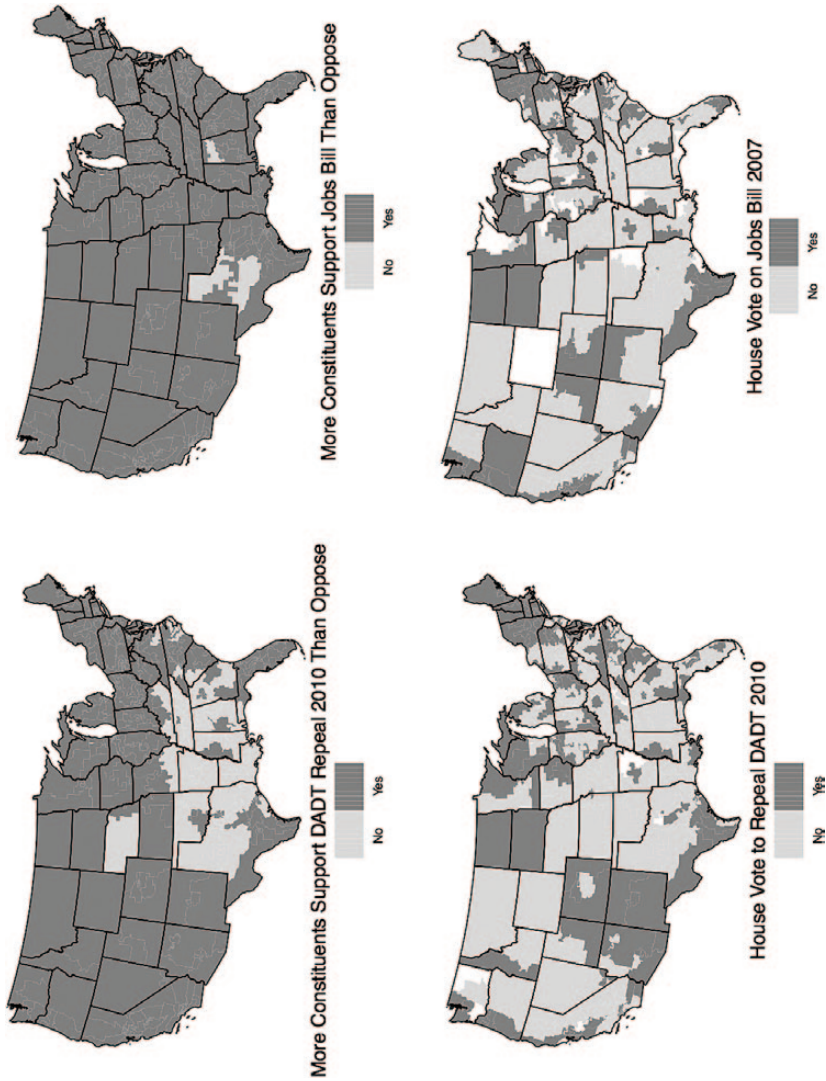 More Constituents Support DADT Repeal 2010 Than Oppose
No Yes
More Constituents Support Jobs Bill Than Oppose
No Yes
House Vote to Repeal DADT 2010
No Yes
House Vote on Jobs Bill 2007
No Yes